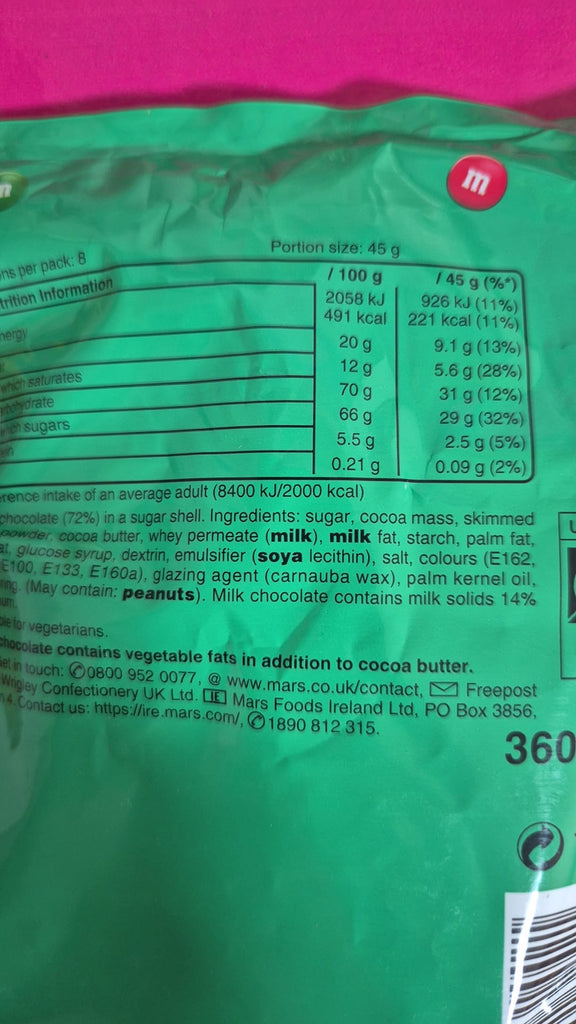 m
Portion size: 45 g
ns per pack: 8
trition Information / 100 g / 45 g (%*)
nergy 2058 kJ 926 kJ (11%)
491 kcal 221 kcal (11%)
20 g 9.1 g (13%)
which saturates 12 g 5.6 g (28%)
rbohydrate 70 g 31 g (12%)
sugars 66 g 29 g (32%)
5.5 g 2.5 g (5%)
0.21 g 0.09 g (2%)
rence intake of an average adult (8400 kJ/2000 kcal)
chocolate (72%) in a sugar shell. Ingredients: sugar, cocoa mass, skimmed
powder, cocoa butter, whey permeate (milk), milk fat, starch, palm fat,
at, glucose syrup, dextrin, emulsifier (soya lecithin), salt, colours (E162,
E100, E133, E160a), glazing agent (carnauba wax), palm kernel oil,
ring. (May contain: peanuts). Milk chocolate contains milk solids 14%
um.
ble for vegetarians.
chocolate contains vegetable fats in addition to cocoa butter.
Get in touch: 0800 952 0077, @ www.mars.co.uk/contact, Freepost
Wrigley Confectionery UK Ltd. IE Mars Foods Ireland Ltd, PO Box 3856,
4. Contact us: https://ire.mars.com/, 1890 812 315.
360